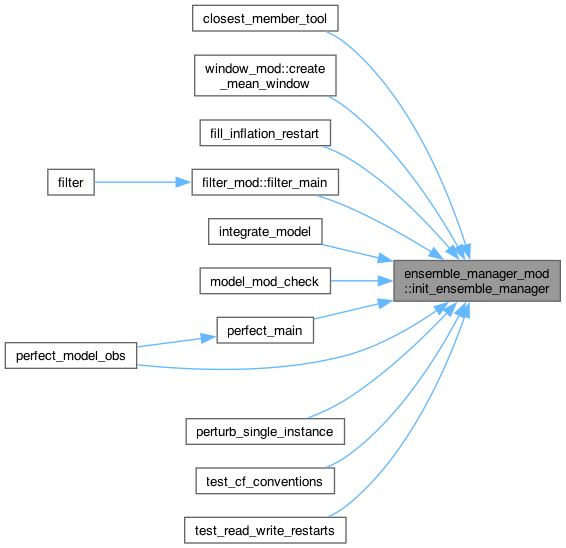 closest_member_tool
window_mod::create
_mean_window
fill_inflation_restart
filter
filter_mod::filter_main
integrate_model
ensemble_manager_mod
::init_ensemble_manager
model_mod_check
perfect_main
perfect_model_obs
perturb_single_instance
test_cf_conventions
test_read_write_restarts